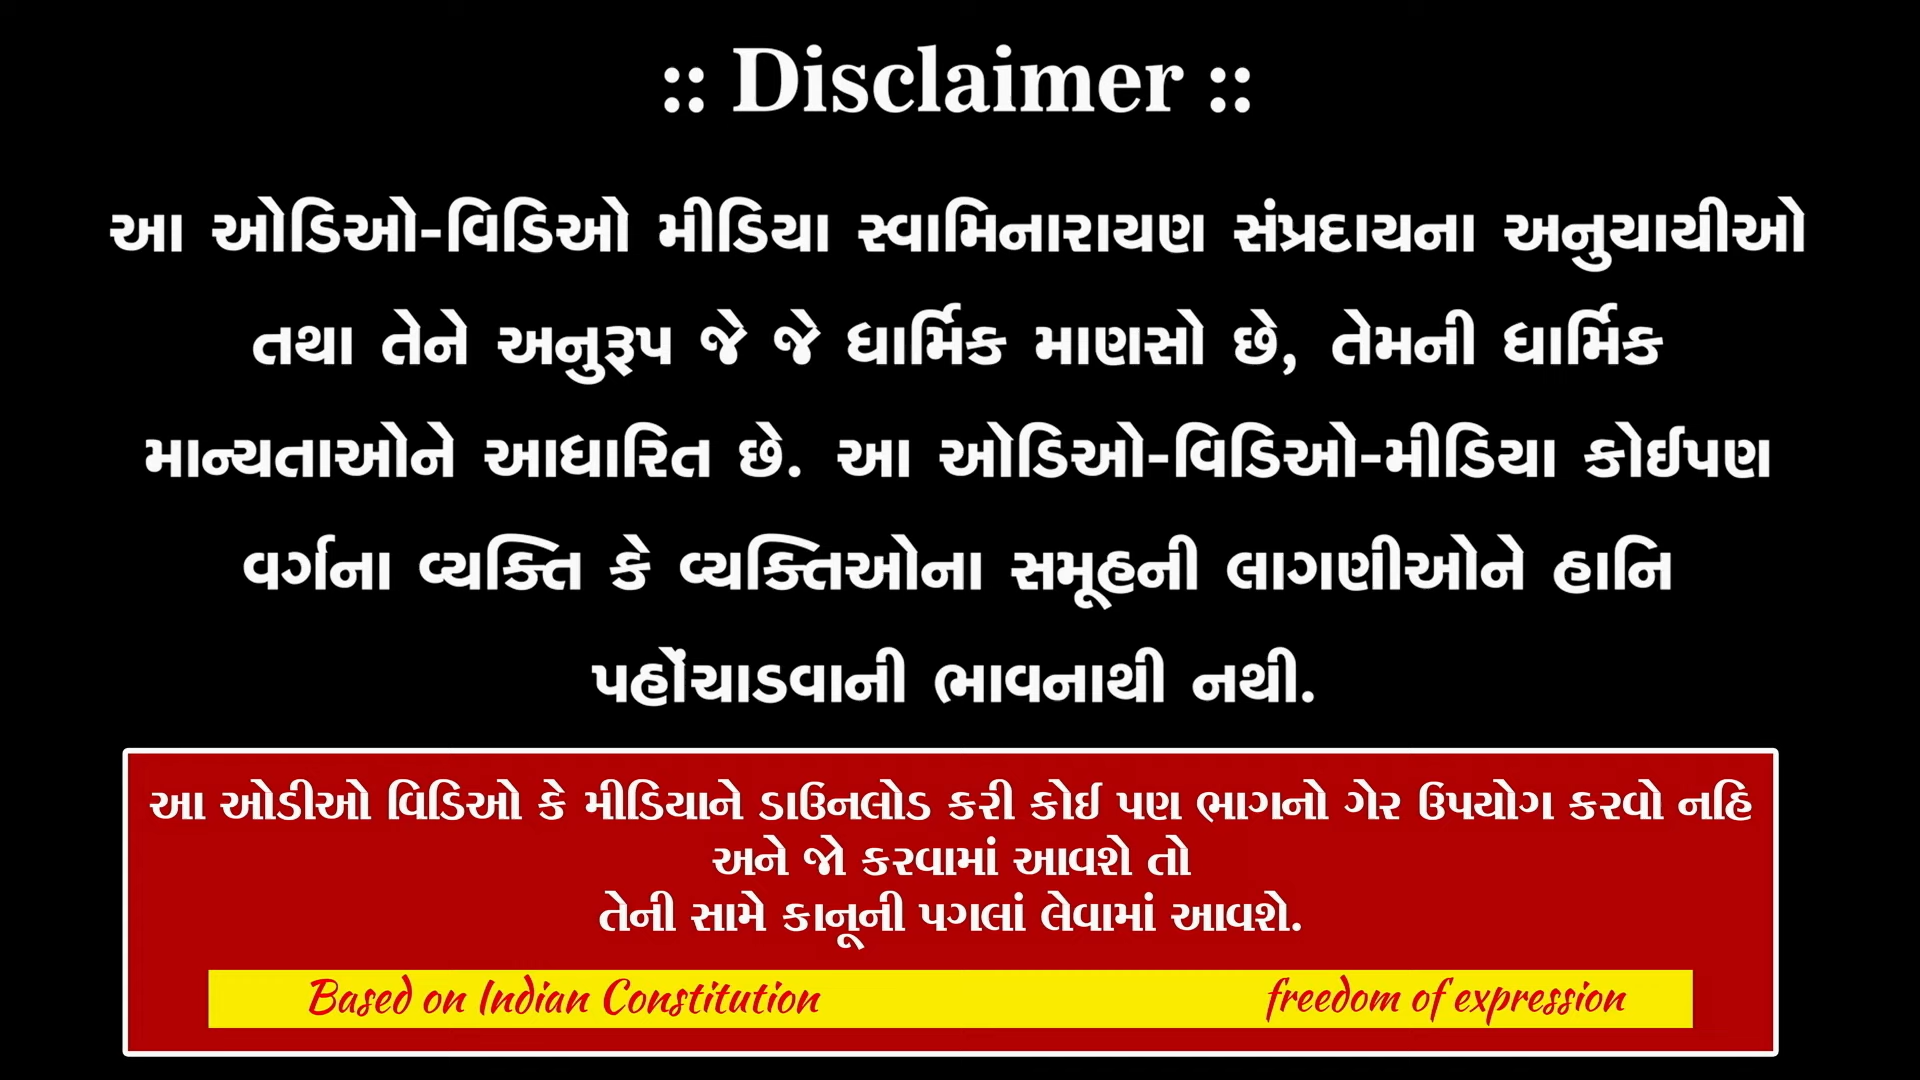 :: Disclaimer ::
આ ઓડિઓ-વિડિઓ મીડિયા સ્વામિનારાયણ સંપ્રદાયના અનુયાયીઓ
તથા તેને અનુરૂપ જે જે ધાર્મિક માણસો છે, તેમની ધાર્મિક
માન્યતાઓને આધારિત છે. આ ઓડિઓ-વિડિઓ-મીડિયા કોઈપણ
વર્ગના વ્યક્તિ કે વ્યક્તિઓના સમૂહની લાગણીઓને હાનિ
પહોંચાડવાની ભાવનાથી નથી.
આ ઓડીઓ વિડિઓ કે મીડિયાને ડાઉનલોડ કરી કોઈ પણ ભાગનો ગેર ઉપયોગ કરવો નહિ
અને જો કરવામાં આવશે તો
તેની સામે કાનૂની પગલાં લેવામાં આવશે.
Based on Indian Constitution freedom of expression